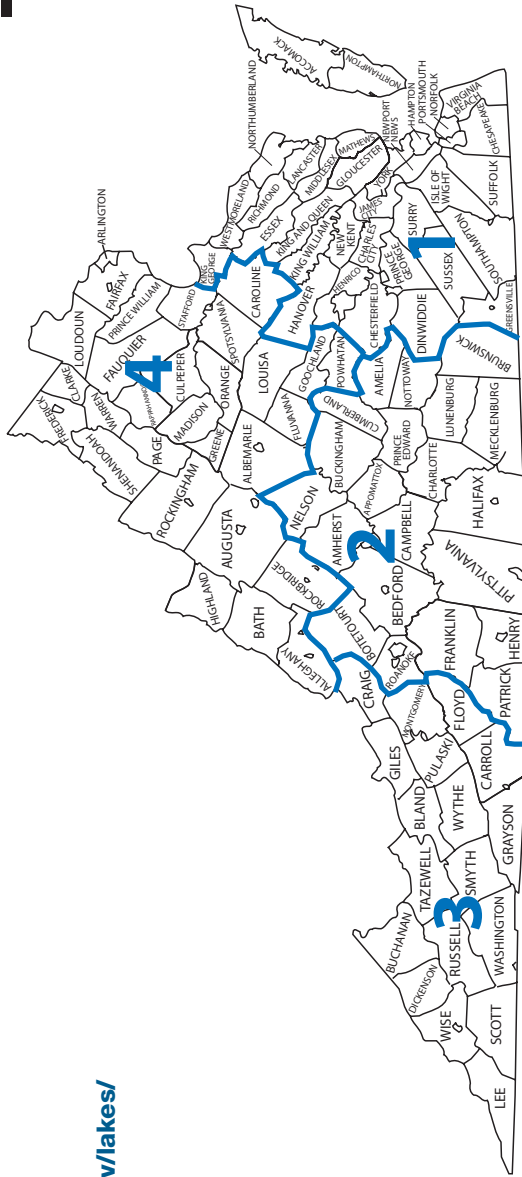 v/lakes/
ARLINGTON
FREDERICK
CLARKE
LOUDOUN
FAIRFAX
WARREN
FAUQUIER
PRINCE WILLIAM
SHENANDOAH
PAGE
RAPPAHANNOCK
4
CULPEPER
STAFFORD
KING
GEORGE
WESTMORELAND
NORTHUMBERLAND
RICHMOND
LANCASTER
ACCOMACK
NORTHAMPTON
ROCKINGHAM
MADISON
GREENE
ORANGE
SPOTSYLVANIA
CAROLINE
ESSEX
MIDDLESEX
MATHEWS
GLOUCESTER
KING AND QUEEN
KING WILLIAM
HIGHLAND
AUGUSTA
ALBEMARLE
LOUISA
HANOVER
NEW
KENT
JAMES
CITY
YORK
NEWPORT
NEWS
HAMPTON
PORTSMOUTH
NORFOLK
VIRGINIA
BEACH
CHESAPEAKE
BATH
ROCKBRIDGE
NELSON
FLUVANNA
GOOCHLAND
HENRICO
CHARLES
CITY
ALLEGHANY
AMHERST
BUCKINGHAM
CUMBERLAND
POWHATAN
CHESTERFIELD
PRINCE
GEORGE
SURRY
ISLE OF
WIGHT
SUFFOLK
1
CRAIG
BOTETOURT
2
APPOMATTOX
AMELIA
PRINCE
EDWARD
NOTTOWAY
DINWIDDIE
SUSSEX
SOUTHAMPTON
GILES
MONTGOMERY
ROANOKE
BEDFORD
CAMPBELL
CHARLOTTE
LUNENBURG
BRUNSWICK
GREENSVILLE
BUCHANAN
TAZEWELL
BLAND
PULASKI
FLOYD
FRANKLIN
PITTSYLVANIA
HALIFAX
MECKLENBURG
DICKENSON
WISE
RUSSELL
3
SMYTH
WYTHE
CARROLL
PATRICK
HENRY
LEE
SCOTT
WASHINGTON
GRAYSON